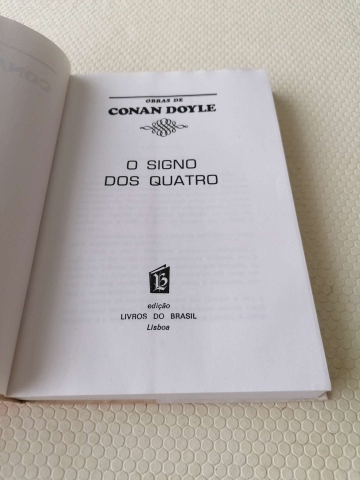 OBRAS DE
CONAN DOYLE
O SIGNO
DOS QUATRO
edição
LIVROS DO BRASIL
Lisboa